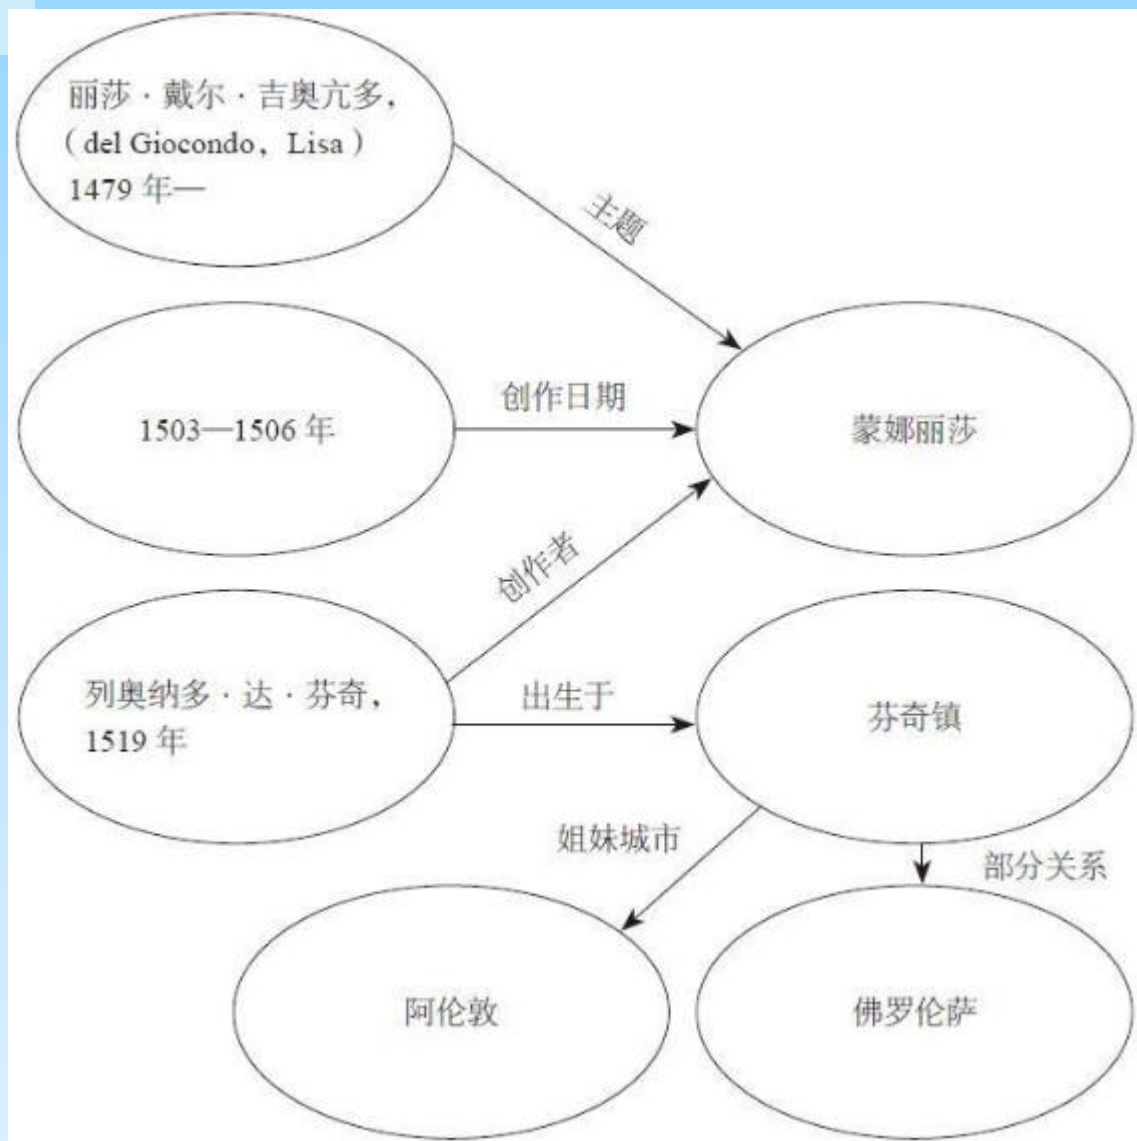 丽莎·戴尔·吉奥亢多，
（del Giocondo，Lisa）
1479 年—
主题
1503—1506 年
创作日期
蒙娜丽莎
创作者
列奥纳多·达·芬奇，
1519 年
出生于
芬奇镇
姐妹城市
部分关系
阿伦敦
佛罗伦萨